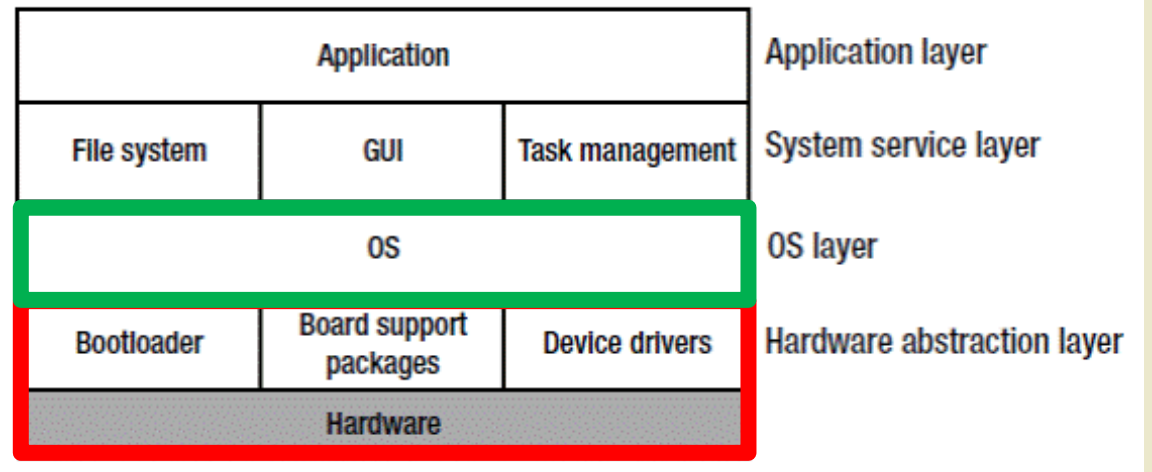 Application
Application layer
File system
GUI
Task management
System service layer
OS
OS layer
Bootloader
Board support
packages
Device drivers
Hardware abstraction layer
Hardware